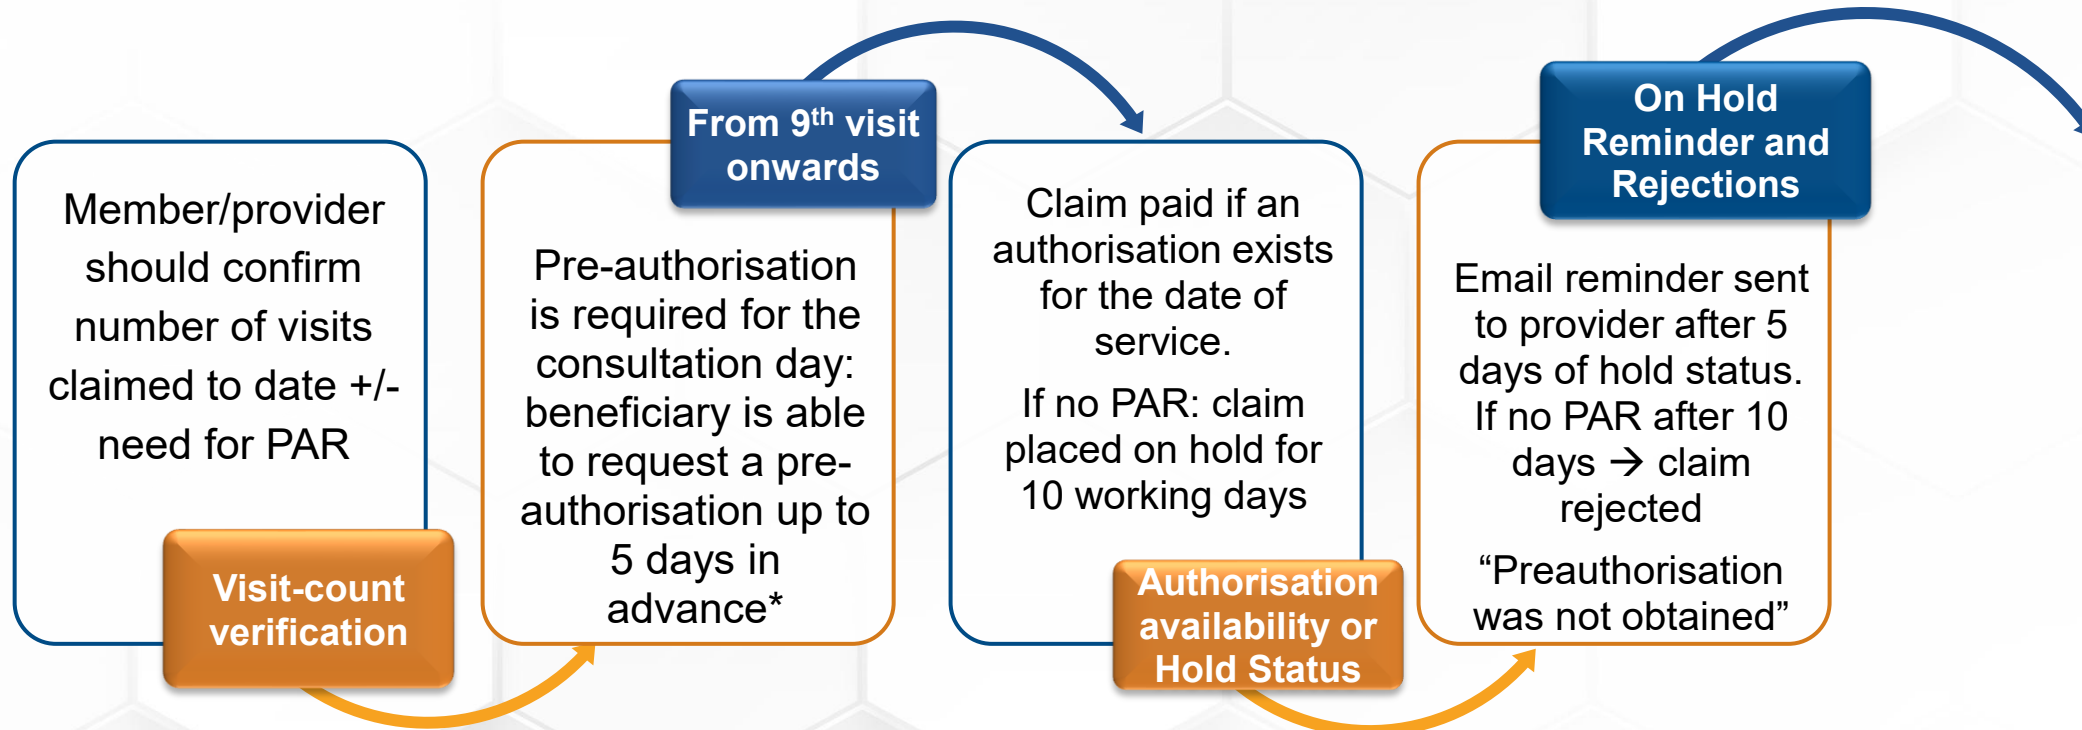 Member/provider
should confirm
number of visits
claimed to date +/-
need for PAR
Visit-count
verification
From 9th visit
onwards
Pre-authorisation
is required for the
consultation day:
beneficiary is able
to request a pre-
authorisation up to
5 days in
advance*
Claim paid if an
authorisation exists
for the date of
service.
If no PAR: claim
placed on hold for
10 working days
Authorisation
availability or
Hold Status
On Hold
Reminder and
Rejections
Email reminder sent
to provider after 5
days of hold status.
If no PAR after 10
days → claim
rejected
“Preauthorisation
was not obtained”